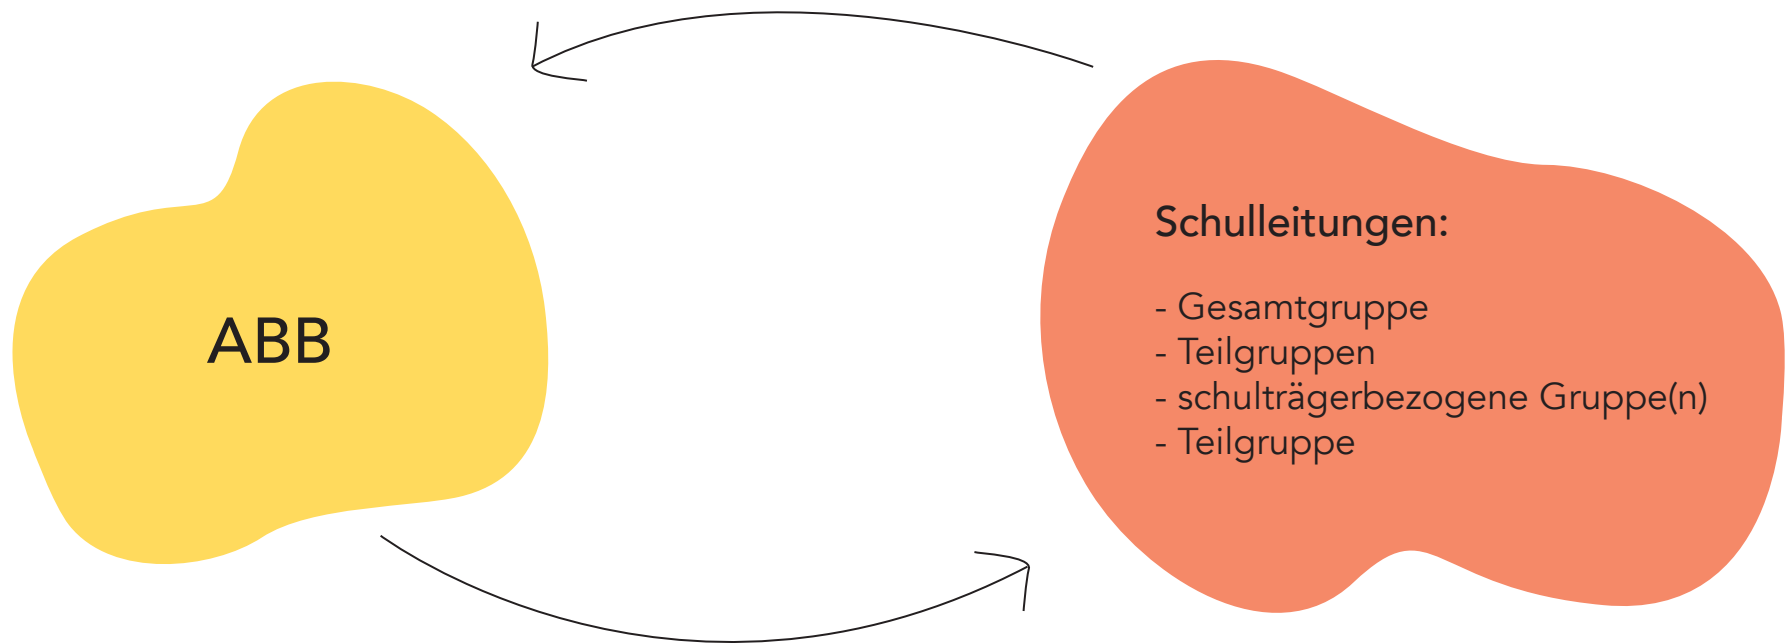 ABB
Schulleitungen:
- Gesamtgruppe
- Teilgruppen
- schulträgerbezogene Gruppe(n)
- Teilgruppe